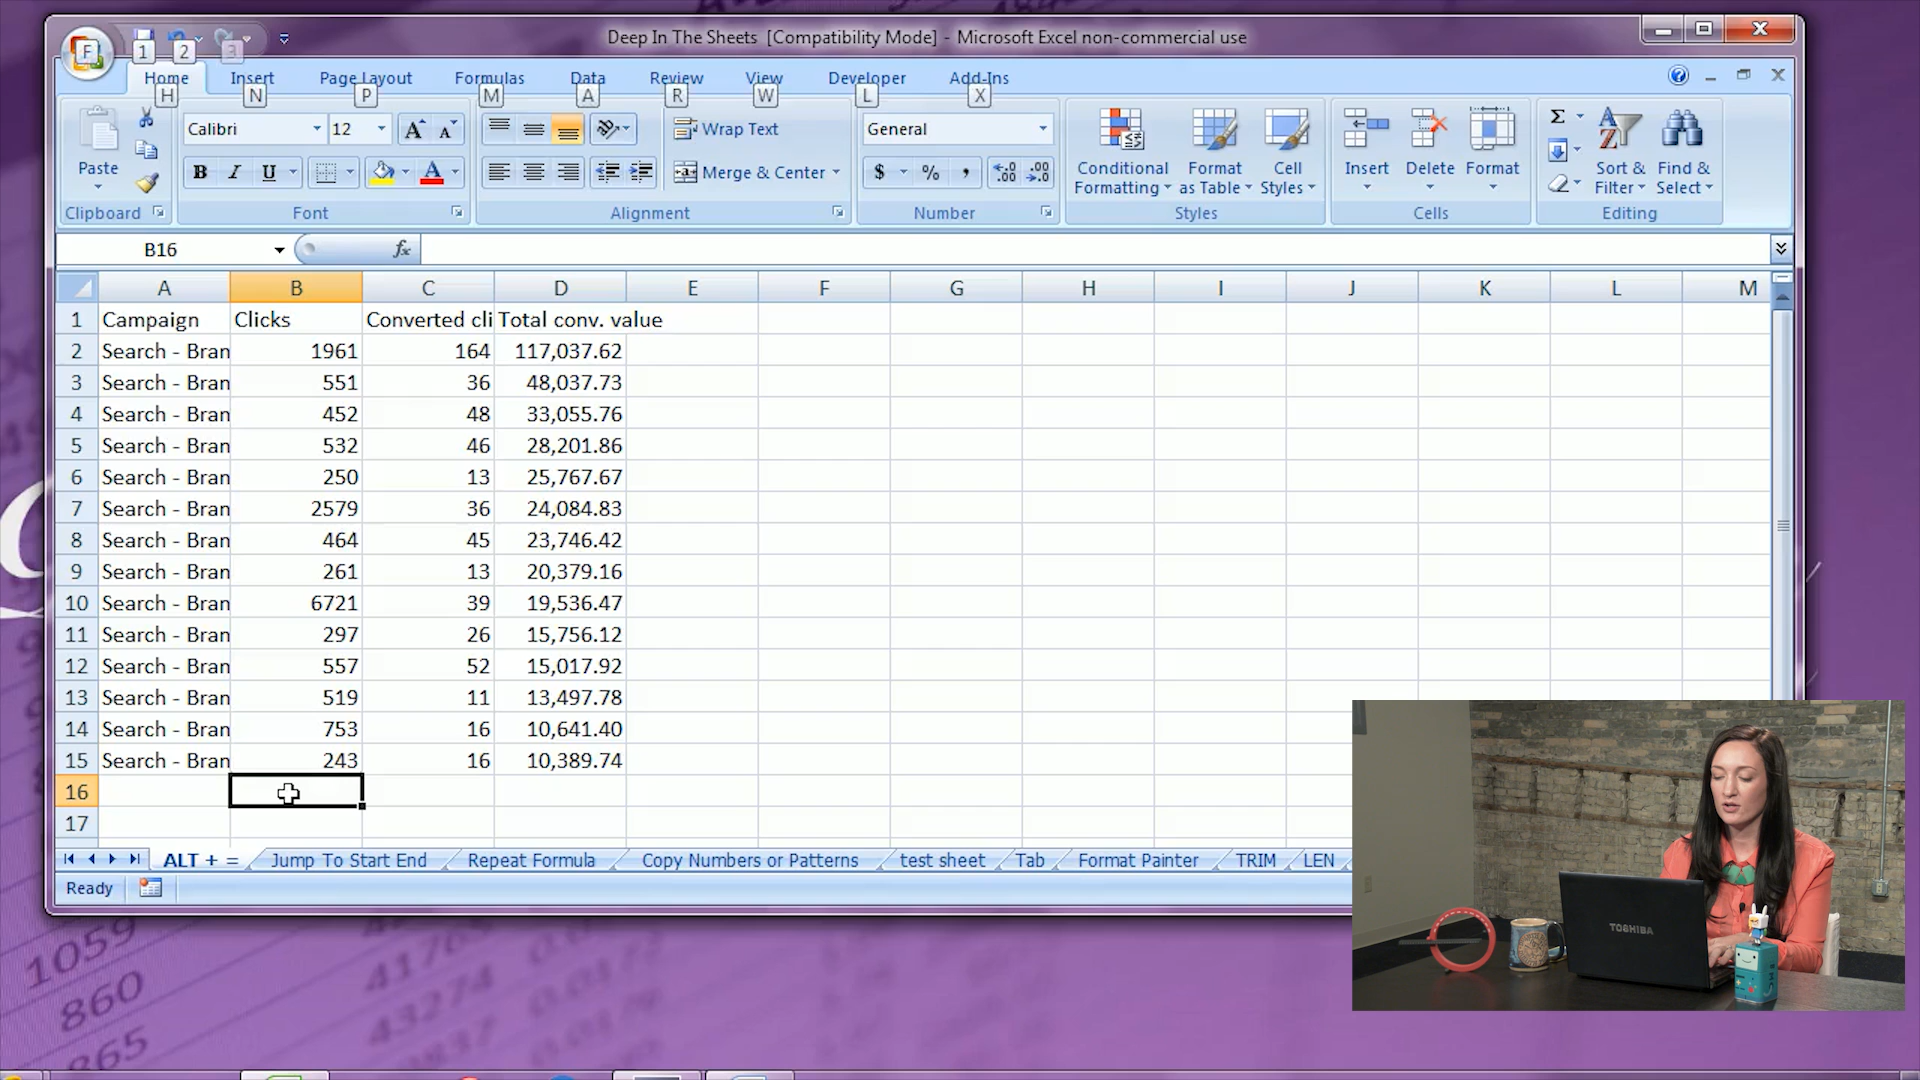 Deep In The Sheets [Compatibility Mode] - Microsoft Excel non-commercial use
F 1 2 3
Home Insert Page Layout Formulas Data Review View Developer Add-Ins
H N P M A R W L X
Calibri 12 Wrap Text General
Paste B I U Merge & Center $ % , Conditional Formatting Format as Table Cell Styles Insert Delete Format Σ Sort & Filter Find & Select
Clipboard Font Alignment Number Styles Cells Editing
B16 fx
A B C D E F G H I J K L M
1 Campaign Clicks Converted cli Total conv. value
2 Search - Bran 1961 164 117,037.62
3 Search - Bran 551 36 48,037.73
4 Search - Bran 452 48 33,055.76
5 Search - Bran 532 46 28,201.86
6 Search - Bran 250 13 25,767.67
7 Search - Bran 2579 36 24,084.83
8 Search - Bran 464 45 23,746.42
9 Search - Bran 261 13 20,379.16
10 Search - Bran 6721 39 19,536.47
11 Search - Bran 297 26 15,756.12
12 Search - Bran 557 52 15,017.92
13 Search - Bran 519 11 13,497.78
14 Search - Bran 753 16 10,641.40
15 Search - Bran 243 16 10,389.74
16
17
ALT + = Jump To Start End Repeat Formula Copy Numbers or Patterns test sheet Tab Format Painter TRIM LEN
Ready
TOSHIBA
1059
860
865